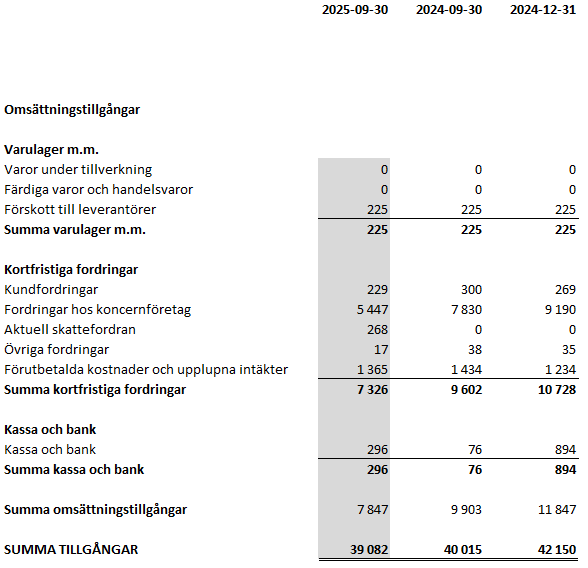 2025-09-30 2024-09-30 2024-12-31
Omsättningstillgångar
Varulager m.m.
Varor under tillverkning 0 0 0
Färdiga varor och handelsvaror 0 0 0
Förskott till leverantörer 225 225 225
Summa varulager m.m. 225 225 225
Kortfristiga fordringar
Kundfordringar 229 300 269
Fordringar hos koncernföretag 5 447 7 830 9 190
Aktuell skattefordran 268 0 0
Övriga fordringar 17 38 35
Förutbetalda kostnader och upplupna intäkter 1 365 1 434 1 234
Summa kortfristiga fordringar 7 326 9 602 10 728
Kassa och bank
Kassa och bank 296 76 894
Summa kassa och bank 296 76 894
Summa omsättningstillgångar 7 847 9 903 11 847
SUMMA TILLGÅNGAR 39 082 40 015 42 150